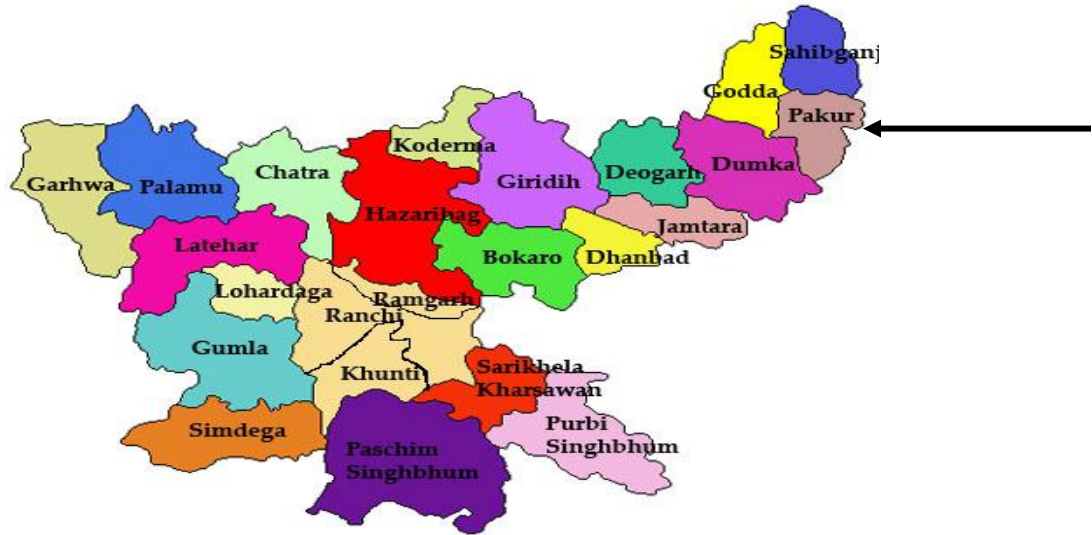 Sahibganj
Godda
Pakur
Koderma
Dumka
Chatra
Giridih
Deogarh
Garhwa
Palamu
Hazaribag
Jamtara
Latehar
Bokaro
Dhanbad
Lohardaga
Ramgarh
Ranchi
Gumla
Khunti
Sarikhela
Kharsawan
Simdega
Purbi
Singhbhum
Paschim
Singhbhum